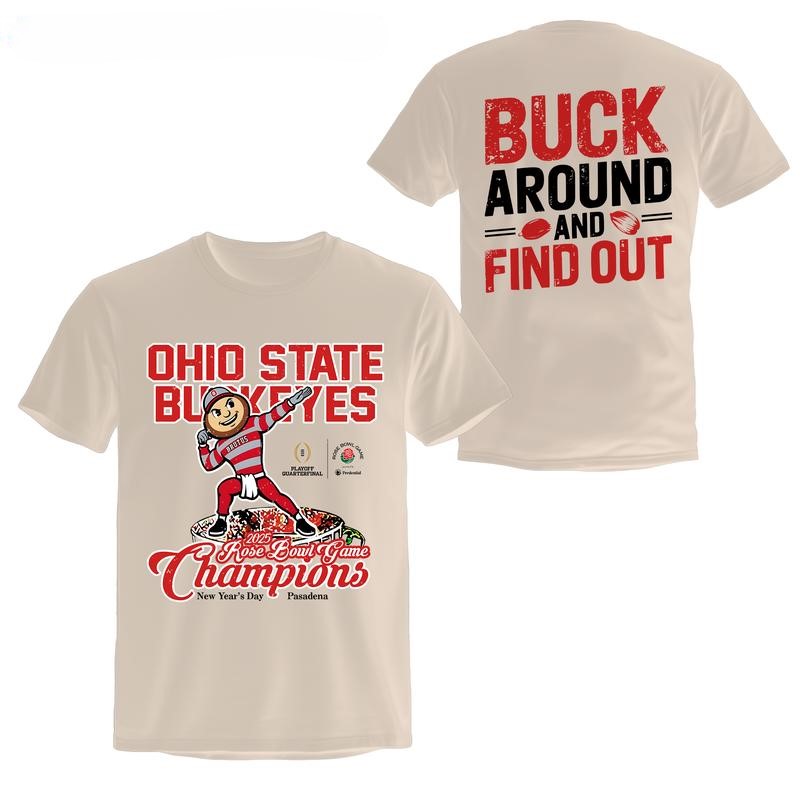 BUCK
AROUND
AND
FIND OUT
OHIO STATE
BUCKEYES
BRUTUS
PLAYOFF
QUARTERFINAL
ROSE BOWL GAME
Prudential
2025
Rose Bowl Game
Champions
New Year's Day Pasadena